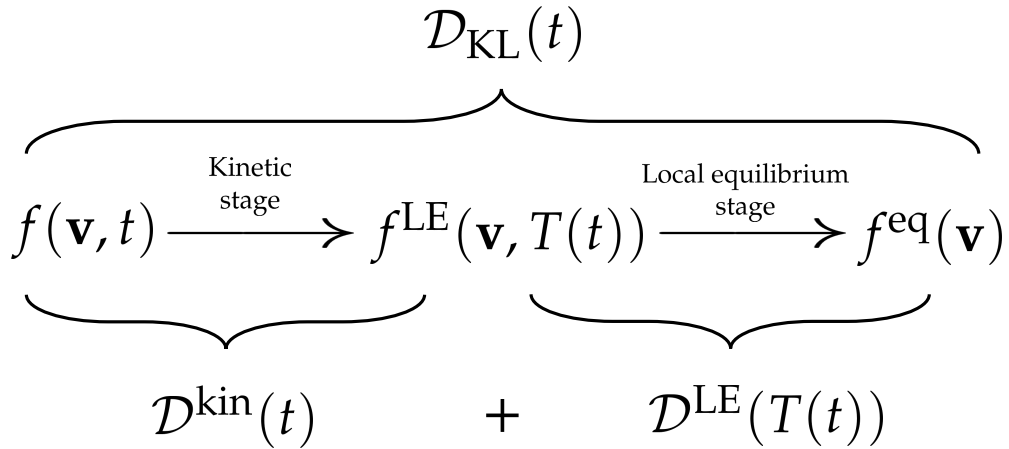 𝒟_KL(t)
Kinetic
stage
Local equilibrium
stage
f(𝐯, t) ⟶ f^LE(𝐯, T(t)) ⟶ f^eq(𝐯)
𝒟^kin(t) + 𝒟^LE(T(t))